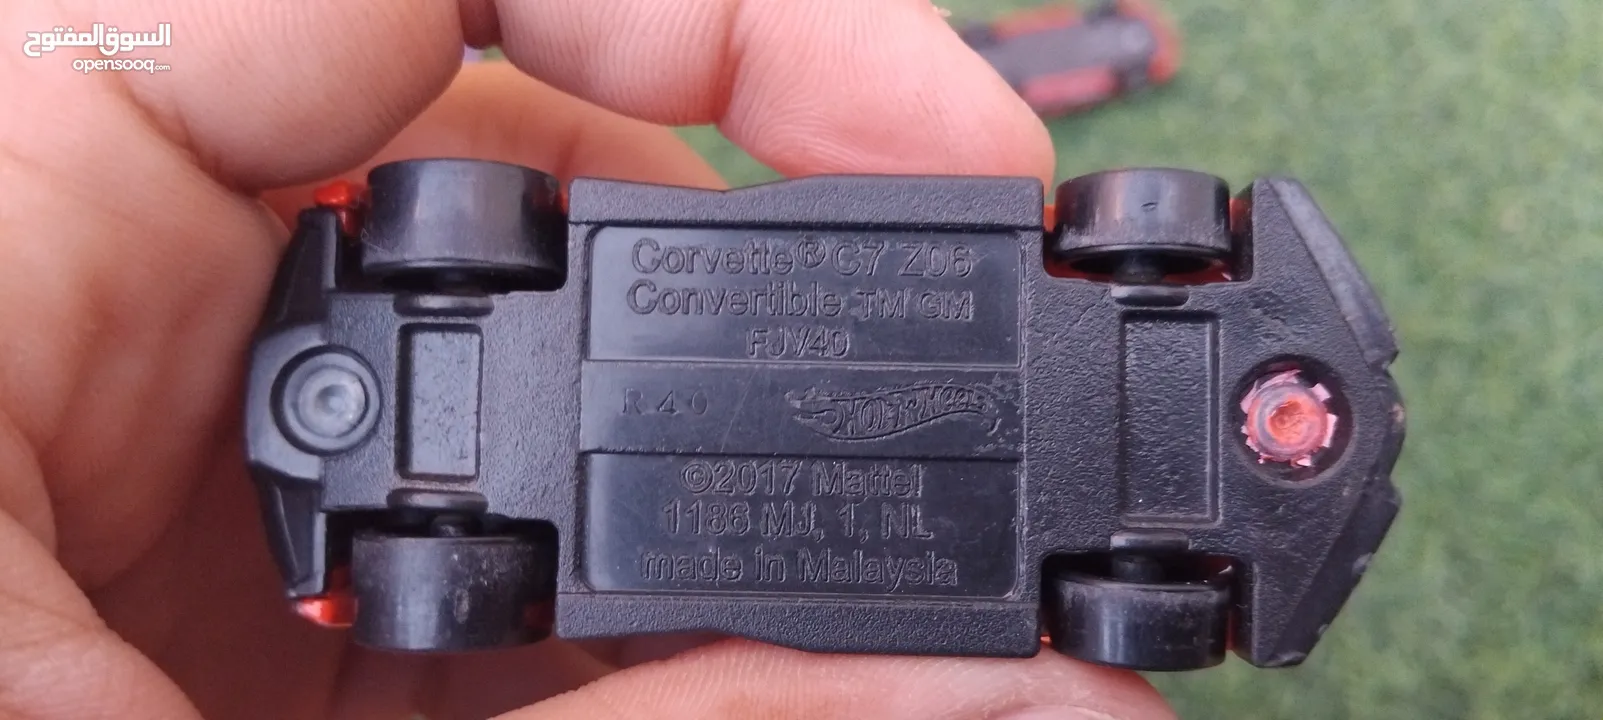 السوق المفتوح
opensooq.com
Corvette® C7 Z06
Convertible TM GM
FJV40
R40
HOT WHEELS
©2017 Mattel
1186 MJ, 1, NL
made in Malaysia